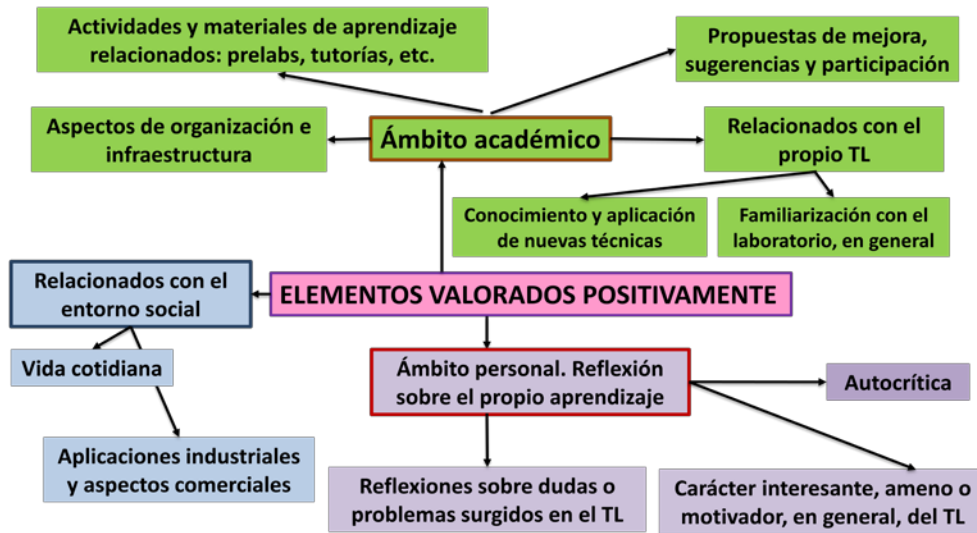 Actividades y materiales de aprendizaje
relacionados: prelabs, tutorías, etc.
Propuestas de mejora,
sugerencias y participación
Aspectos de organización e
infraestructura
Ámbito académico
Relacionados con el
propio TL
Conocimiento y aplicación
de nuevas técnicas
Familiarización con el
laboratorio, en general
Relacionados con el
entorno social
ELEMENTOS VALORADOS POSITIVAMENTE
Vida cotidiana
Ámbito personal. Reflexión
sobre el propio aprendizaje
Autocrítica
Aplicaciones industriales
y aspectos comerciales
Reflexiones sobre dudas o
problemas surgidos en el TL
Carácter interesante, ameno o
motivador, en general, del TL